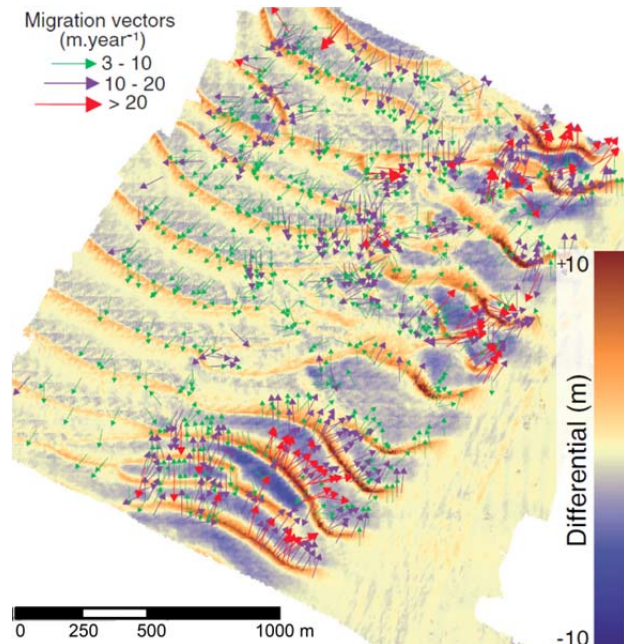 Migration vectors
(m.year⁻¹)
3 - 10
10 - 20
> 20
+10
Differential (m)
-10
0 250 500 1000 m